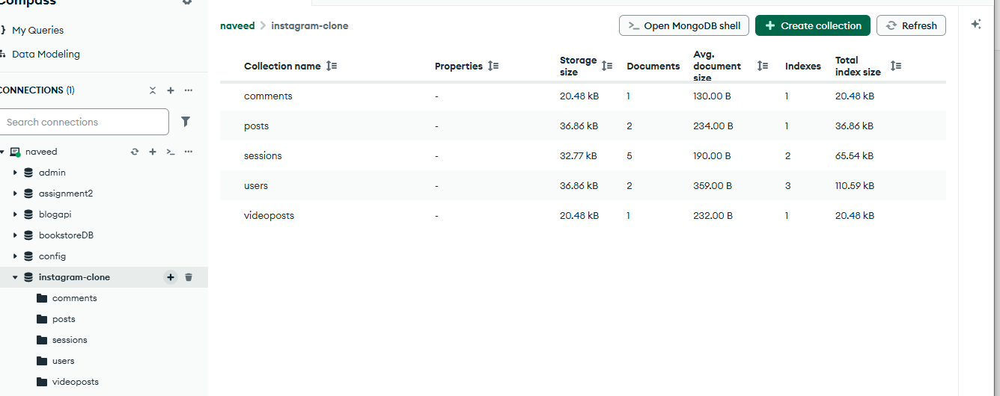 Compass
My Queries
Data Modeling
CONNECTIONS (1)
Search connections
naveed
admin
assignment2
blogapi
bookstoreDB
config
instagram-clone
comments
posts
sessions
users
videoposts
naveed > instagram-clone
>_ Open MongoDB shell
+ Create collection
Refresh
Collection name Properties Storage size Documents Avg. document size Indexes Total index size
comments - 20.48 kB 1 130.00 B 1 20.48 kB
posts - 36.86 kB 2 234.00 B 1 36.86 kB
sessions - 32.77 kB 5 190.00 B 2 65.54 kB
users - 36.86 kB 2 359.00 B 3 110.59 kB
videoposts - 20.48 kB 1 232.00 B 1 20.48 kB